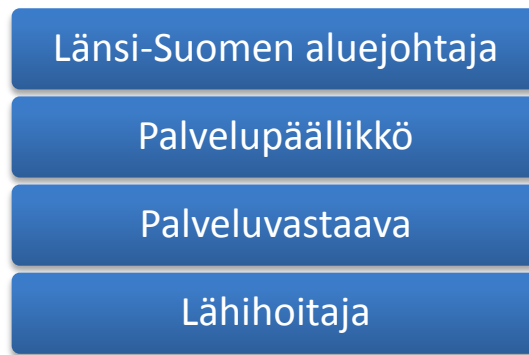 Länsi-Suomen aluejohtaja
Palvelupäällikkö
Palveluvastaava
Lähihoitaja